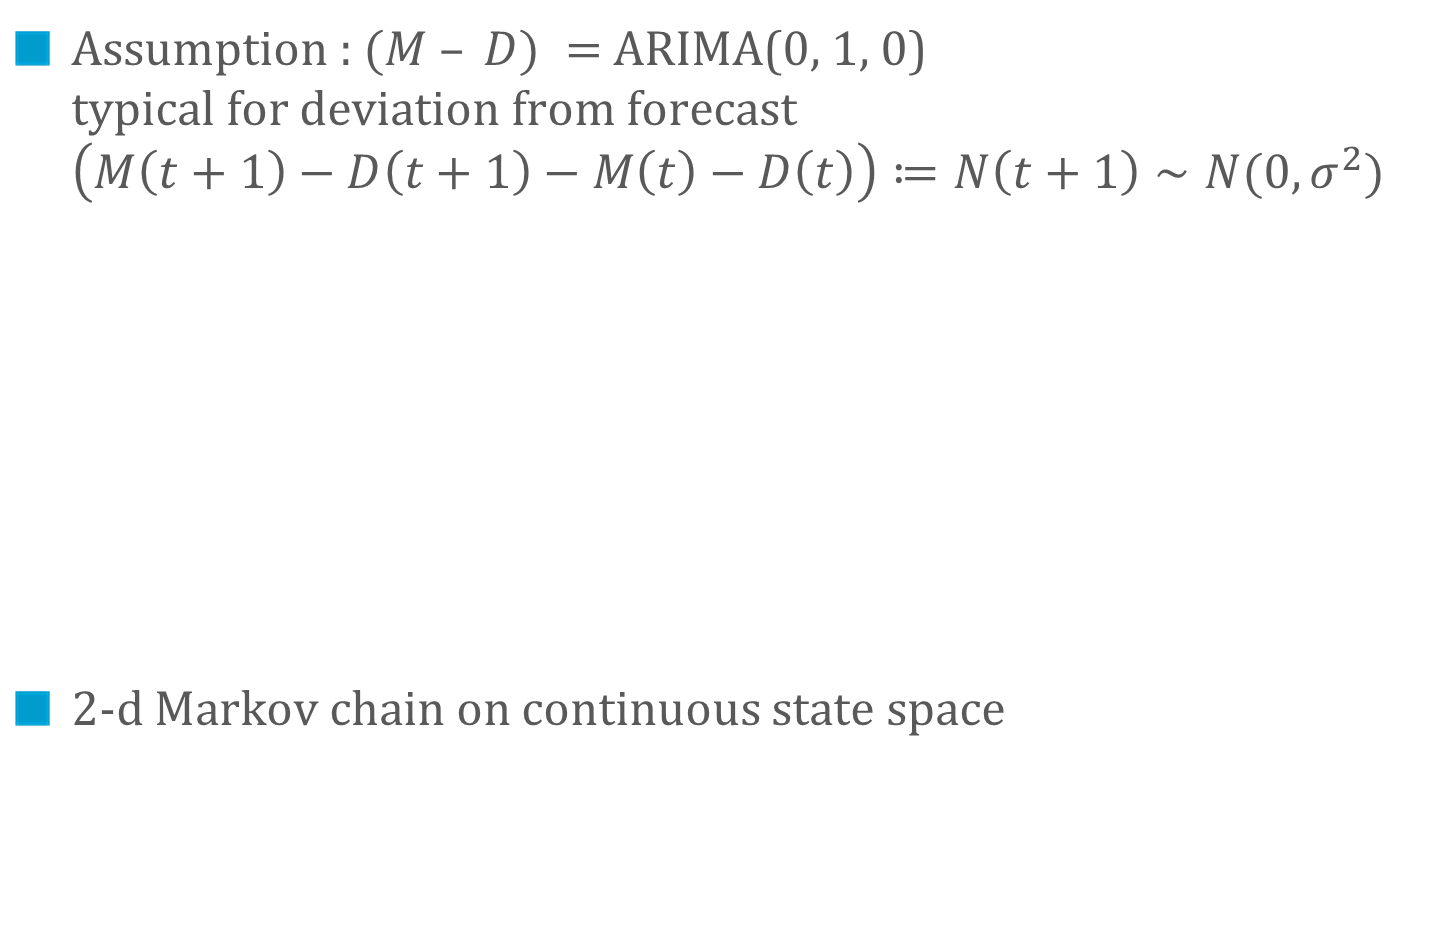 Assumption : (M – D) = ARIMA(0, 1, 0)
typical for deviation from forecast
(M(t + 1) − D(t + 1) − M(t) − D(t)) ≔ N(t + 1) ~ N(0, σ²)
2-d Markov chain on continuous state space